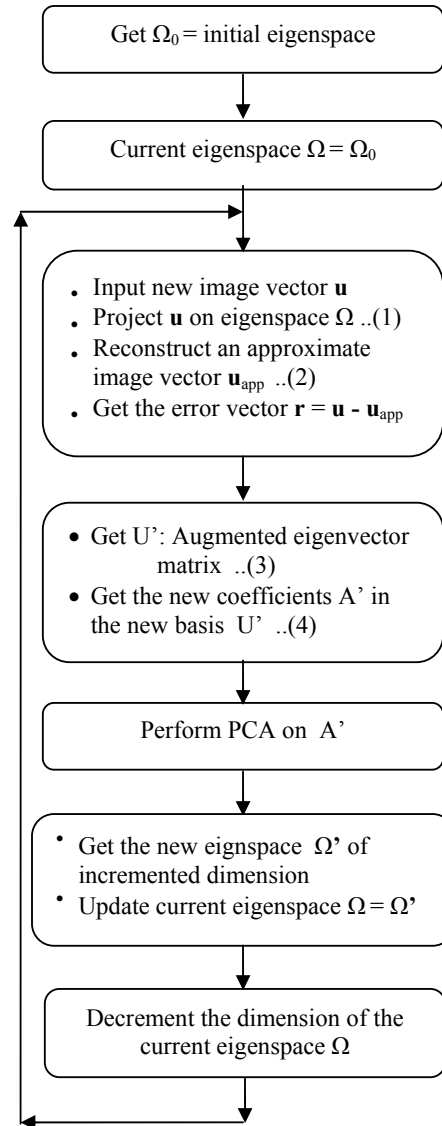 Get Ω₀ = initial eigenspace
Current eigenspace Ω = Ω₀
• Input new image vector u
• Project u on eigenspace Ω ..(1)
• Reconstruct an approximate
image vector uapp ..(2)
• Get the error vector r = u - uapp
• Get U’: Augmented eigenvector
matrix ..(3)
• Get the new coefficients A’ in
the new basis U’ ..(4)
Perform PCA on A’
• Get the new eignspace Ω’ of
incremented dimension
• Update current eigenspace Ω = Ω’
Decrement the dimension of the
current eigenspace Ω